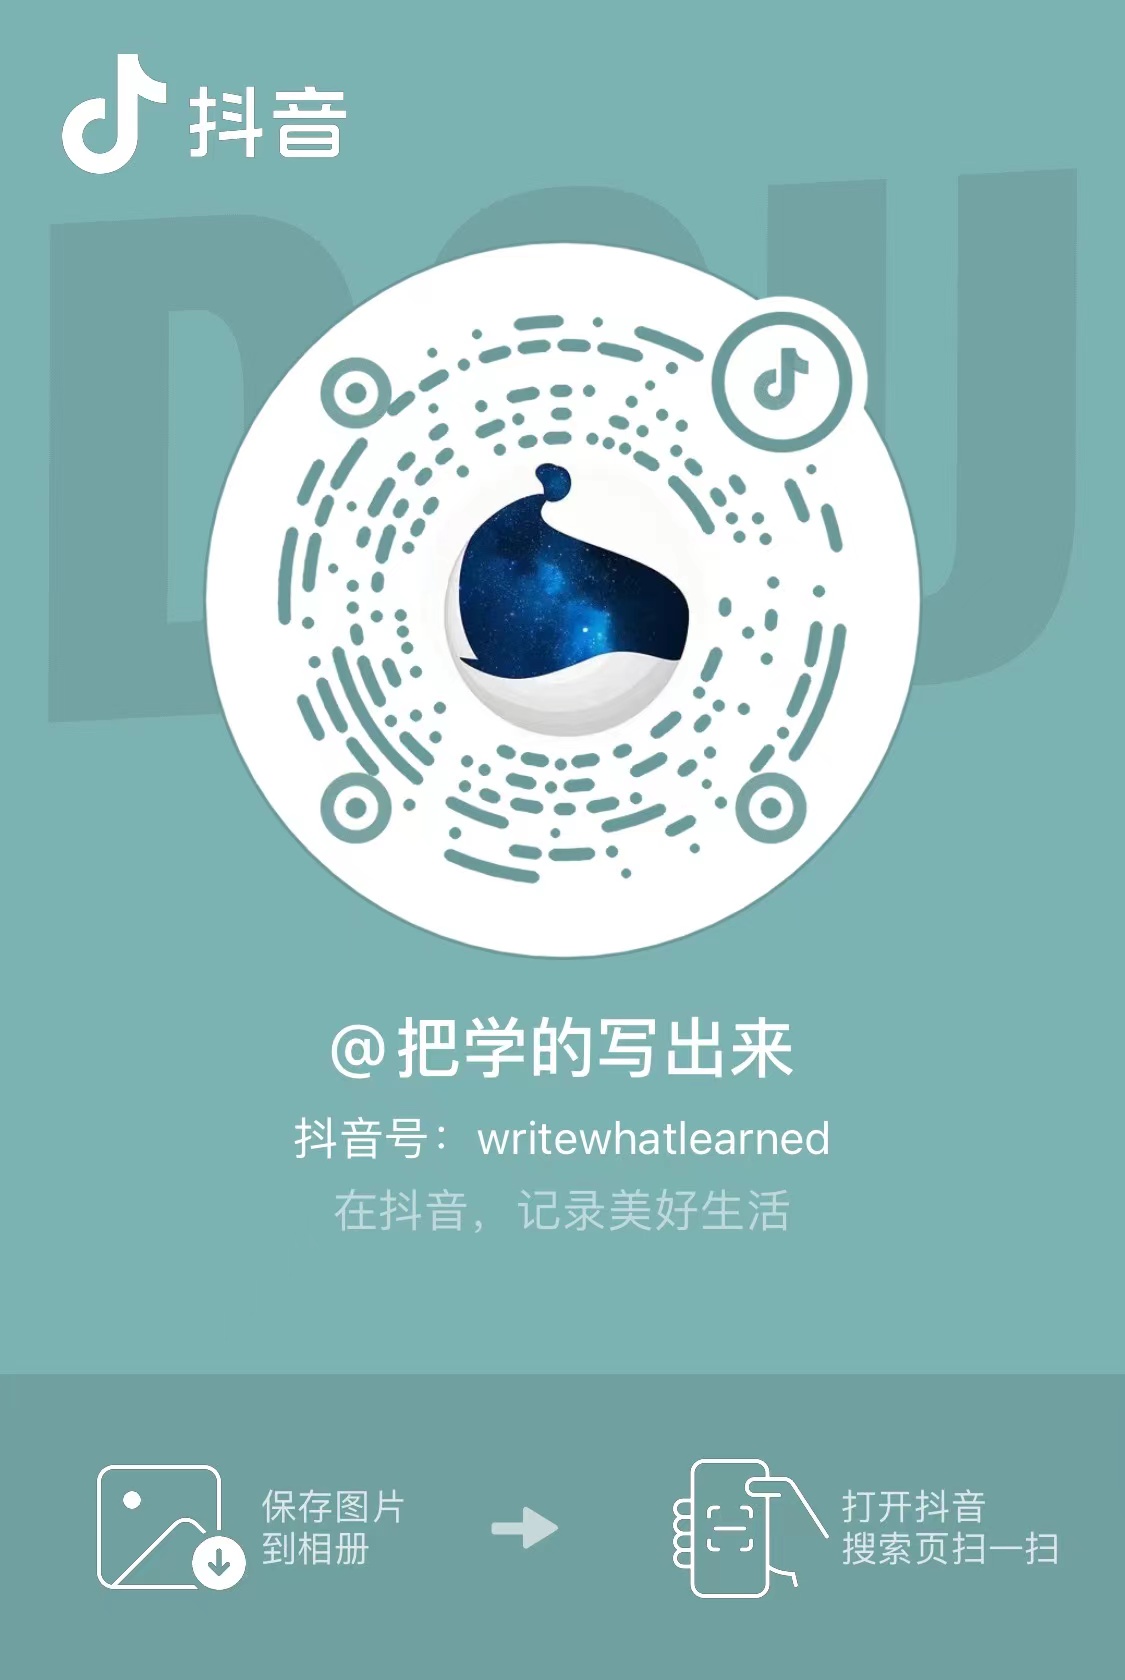 抖音
DOU
@把学的写出来
抖音号：writewhatlearned
在抖音，记录美好生活
保存图片
到相册
打开抖音
搜索页扫一扫